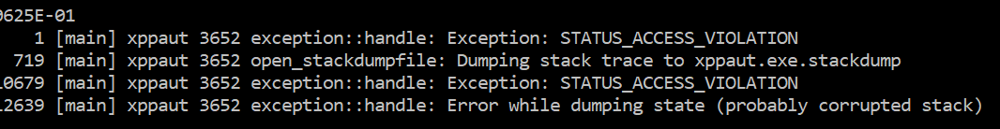 0625E-01
1 [main] xppaut 3652 exception::handle: Exception: STATUS_ACCESS_VIOLATION
719 [main] xppaut 3652 open_stackdumpfile: Dumping stack trace to xppaut.exe.stackdump
10679 [main] xppaut 3652 exception::handle: Exception: STATUS_ACCESS_VIOLATION
12639 [main] xppaut 3652 exception::handle: Error while dumping state (probably corrupted stack)